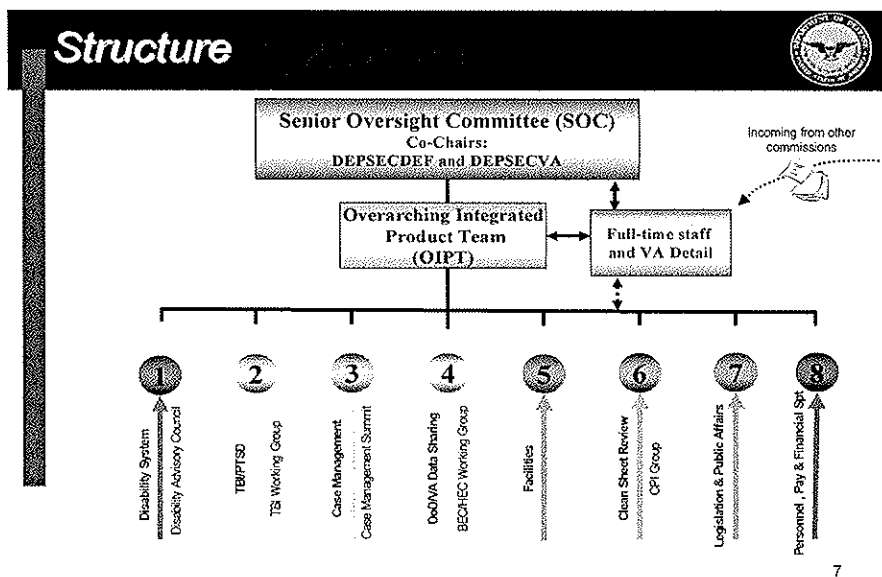 Structure
Senior Oversight Committee (SOC)
Co-Chairs:
DEPSECDEF and DEPSECVA
Incoming from other
commissions
Overarching Integrated
Product Team
(OIPT)
Full-time staff
and VA Detail
1
2
3
4
5
6
7
8
Disability System
Disability Advisory Council
TBI/PTSD
TBI Working Group
Case Management
Case Management Summit
DoD/VA Data Sharing
BEC/HEC Working Group
Facilities
Clean Sheet Review
CPI Group
Legislation & Public Affairs
Personnel, Pay & Financial Spt
7